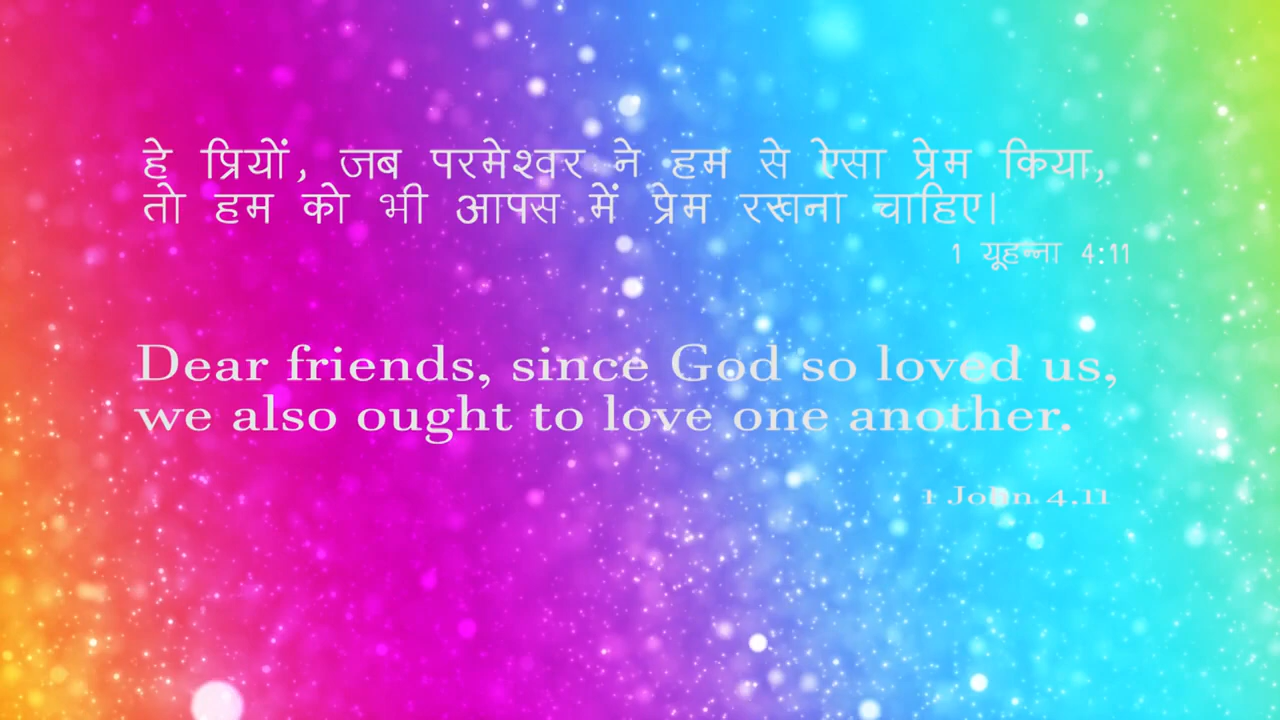 हे प्रियों, जब परमेश्वर ने हम से ऐसा प्रेम किया,
तो हम को भी आपस में प्रेम रखना चाहिए।
1 यूहन्ना 4:11
Dear friends, since God so loved us,
we also ought to love one another.
1 John 4.11